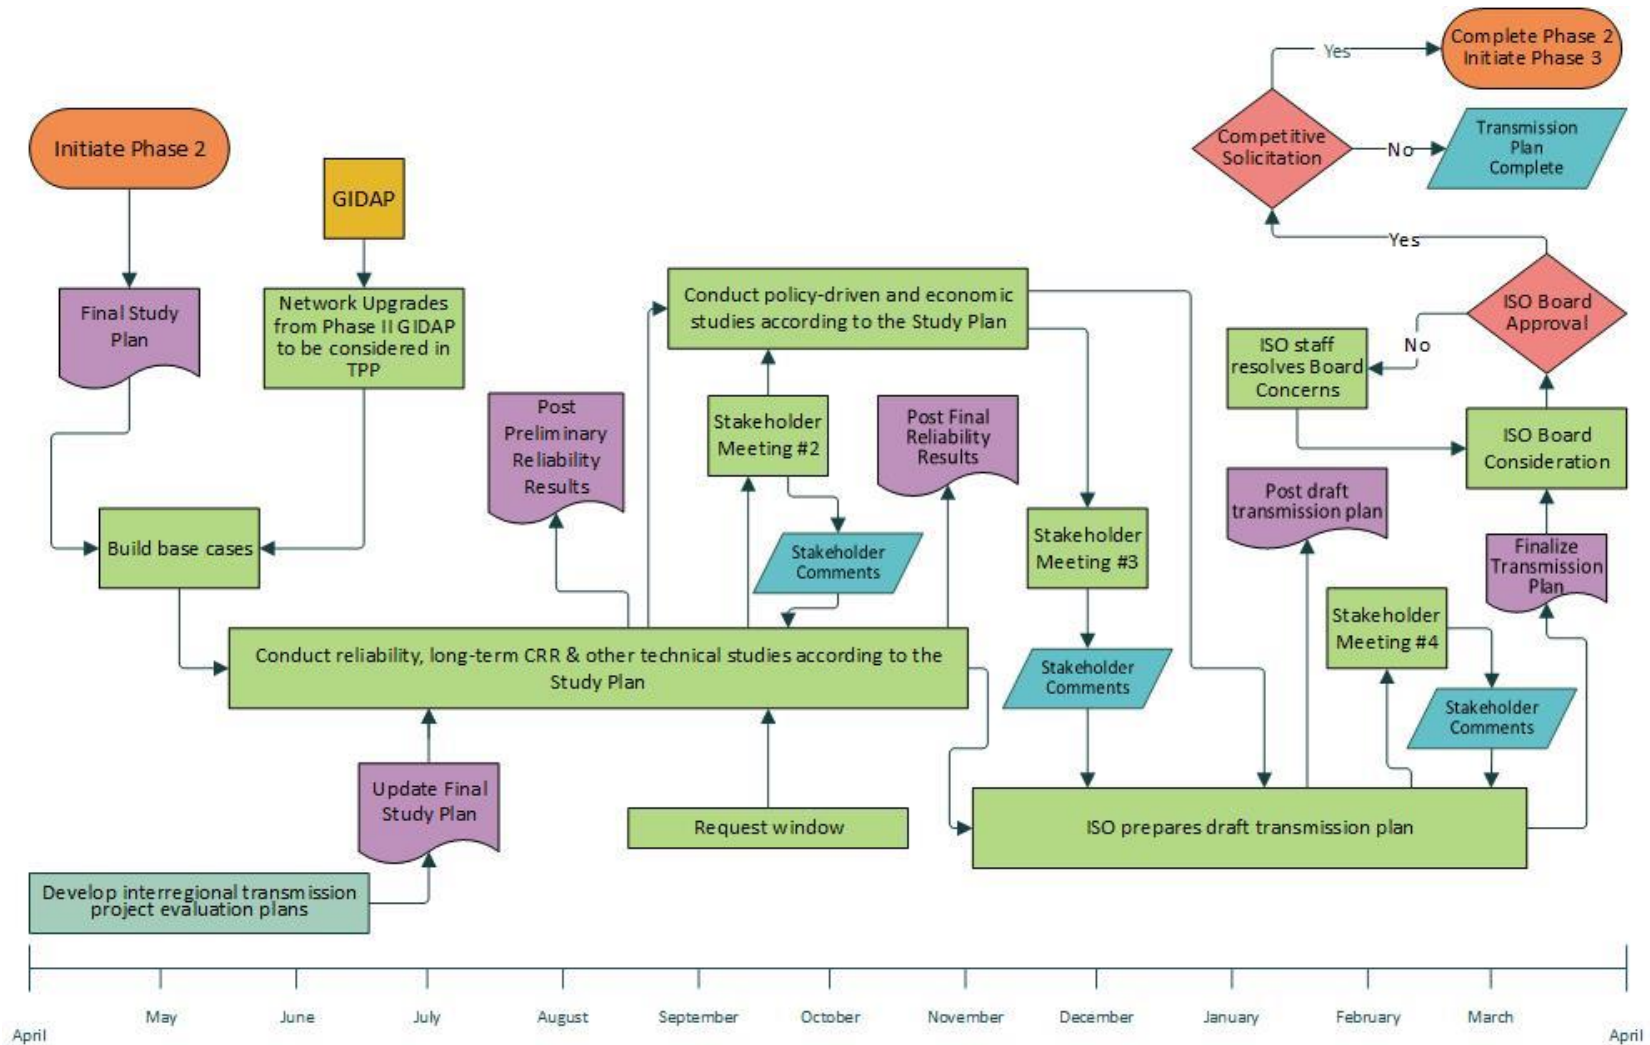 Complete Phase 2
Initiate Phase 3
Yes
Competitive
Solicitation
No
Transmission
Plan
Complete
Initiate Phase 2
GIDAP
Yes
Final Study
Plan
Network Upgrades
from Phase II GIDAP
to be considered in
TPP
Conduct policy-driven and economic
studies according to the Study Plan
ISO Board
Approval
No
ISO staff
resolves Board
Concerns
Post
Preliminary
Reliability
Results
Stakeholder
Meeting #2
Post Final
Reliability
Results
ISO Board
Consideration
Post draft
transmission plan
Build base cases
Stakeholder
Comments
Stakeholder
Meeting #3
Finalize
Transmission
Plan
Stakeholder
Meeting #4
Conduct reliability, long-term CRR & other technical studies according to the
Study Plan
Stakeholder
Comments
Stakeholder
Comments
Update Final
Study Plan
Request window
ISO prepares draft transmission plan
Develop interregional transmission
project evaluation plans
April
May
June
July
August
September
October
November
December
January
February
March
April